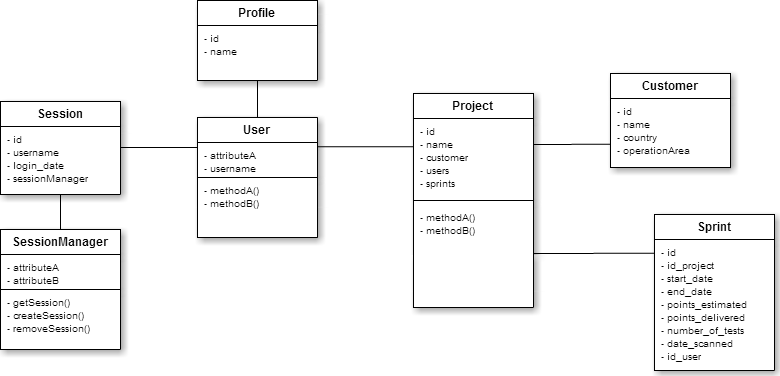 Profile
- id
- name
Session
- id
- username
- login_date
- sessionManager
User
- attributeA
- username
- methodA()
- methodB()
Project
- id
- name
- customer
- users
- sprints
- methodA()
- methodB()
Customer
- id
- name
- country
- operationArea
SessionManager
- attributeA
- attributeB
- getSession()
- createSession()
- removeSession()
Sprint
- id
- id_project
- start_date
- end_date
- points_estimated
- points_delivered
- number_of_tests
- date_scanned
- id_user